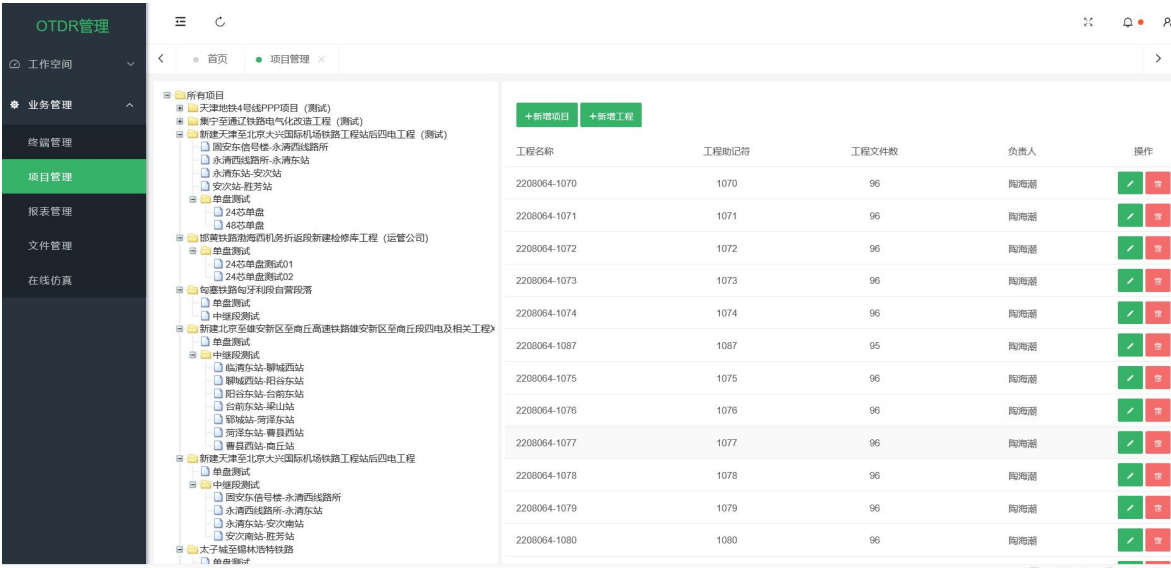 OTDR管理
工作空间
业务管理
终端管理
项目管理
报表管理
文件管理
在线仿真
首页
项目管理
所有项目
天津地铁4号线PPP项目 (测试)
集宁至通辽铁路电气化改造工程 (测试)
新建天津至北京大兴国际机场铁路工程站后四电工程 (测试)
固安东信号楼-永清西线路所
永清西线路所-永清东站
永清东站-安次站
安次站-胜芳站
单盘测试
24芯单盘
48芯单盘
邯黄铁路渤海西机务折返段新建检修库工程 (运管公司)
单盘测试
24芯单盘测试01
24芯单盘测试02
匈塞铁路匈牙利段自营段落
单盘测试
中继段测试
新建北京至雄安新区至商丘高速铁路雄安新区至商丘段四电及相关工程X
单盘测试
中继段测试
临清东站-聊城西站
聊城西站-阳谷东站
阳谷东站-台前东站
台前东站-梁山站
郓城站-菏泽东站
菏泽东站-曹县西站
曹县西站-商丘站
新建天津至北京大兴国际机场铁路工程站后四电工程
单盘测试
中继段测试
固安东信号楼-永清西线路所
永清西线路所-永清东站
永清东站-安次南站
安次南站-胜芳站
太子城至锡林浩特铁路
单盘测试
+新增项目 +新增工程
工程名称 工程助记符 工程文件数 负责人 操作
2208064-1070 1070 96 陶海潮
2208064-1071 1071 96 陶海潮
2208064-1072 1072 96 陶海潮
2208064-1073 1073 96 陶海潮
2208064-1074 1074 96 陶海潮
2208064-1087 1087 95 陶海潮
2208064-1075 1075 96 陶海潮
2208064-1076 1076 96 陶海潮
2208064-1077 1077 96 陶海潮
2208064-1078 1078 96 陶海潮
2208064-1079 1079 96 陶海潮
2208064-1080 1080 96 陶海潮